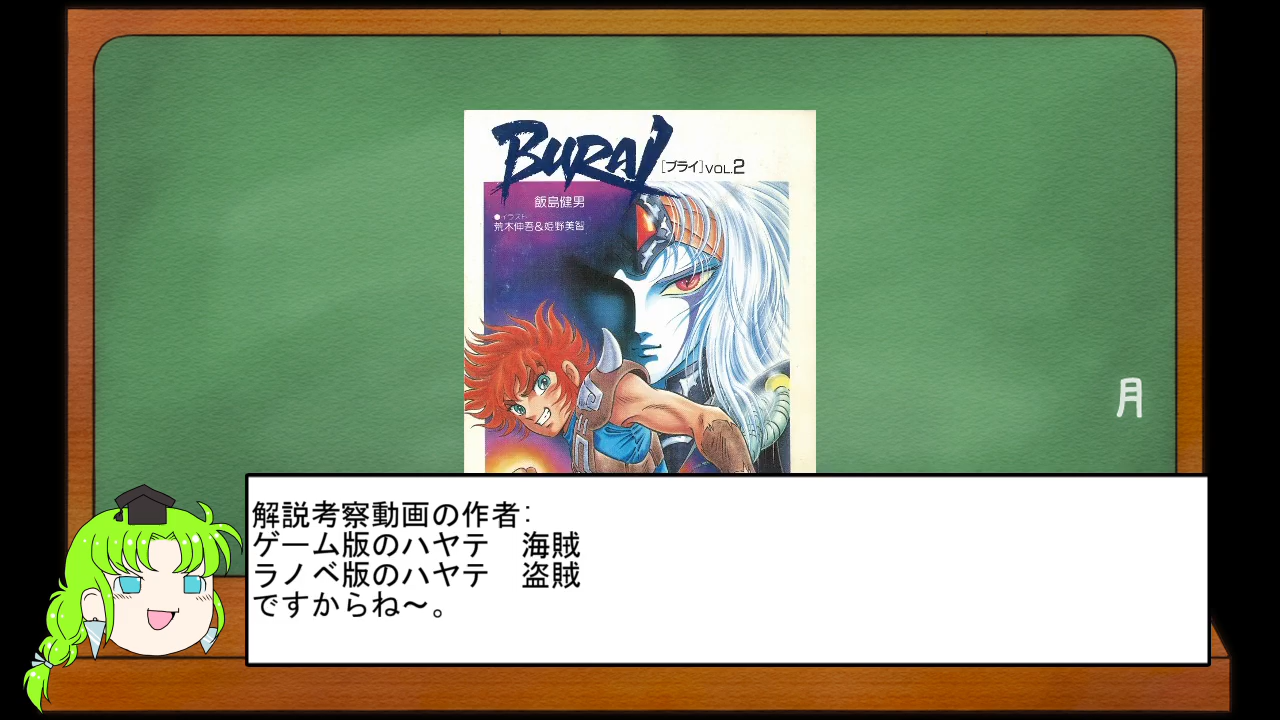 BURAI
[ブライ]VOL.2
飯島健男
●イラスト
荒木伸吾&姫野美智
月
解説考察動画の作者:
ゲーム版のハヤテ　海賊
ラノベ版のハヤテ　盗賊
ですからね～。